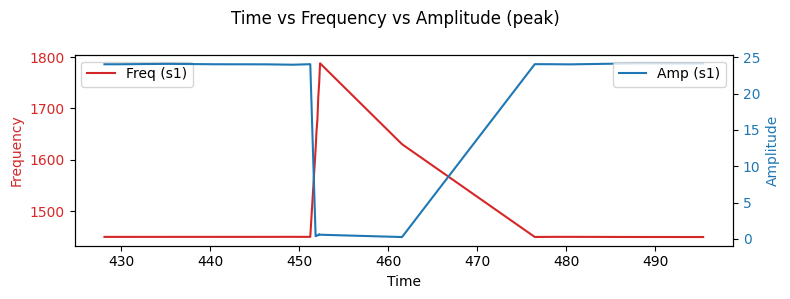 Time vs Frequency vs Amplitude (peak)
Freq (s1)
Amp (s1)
Frequency
1800
1700
1600
1500
25
20
15
10
5
0
Amplitude
430 440 450 460 470 480 490
Time